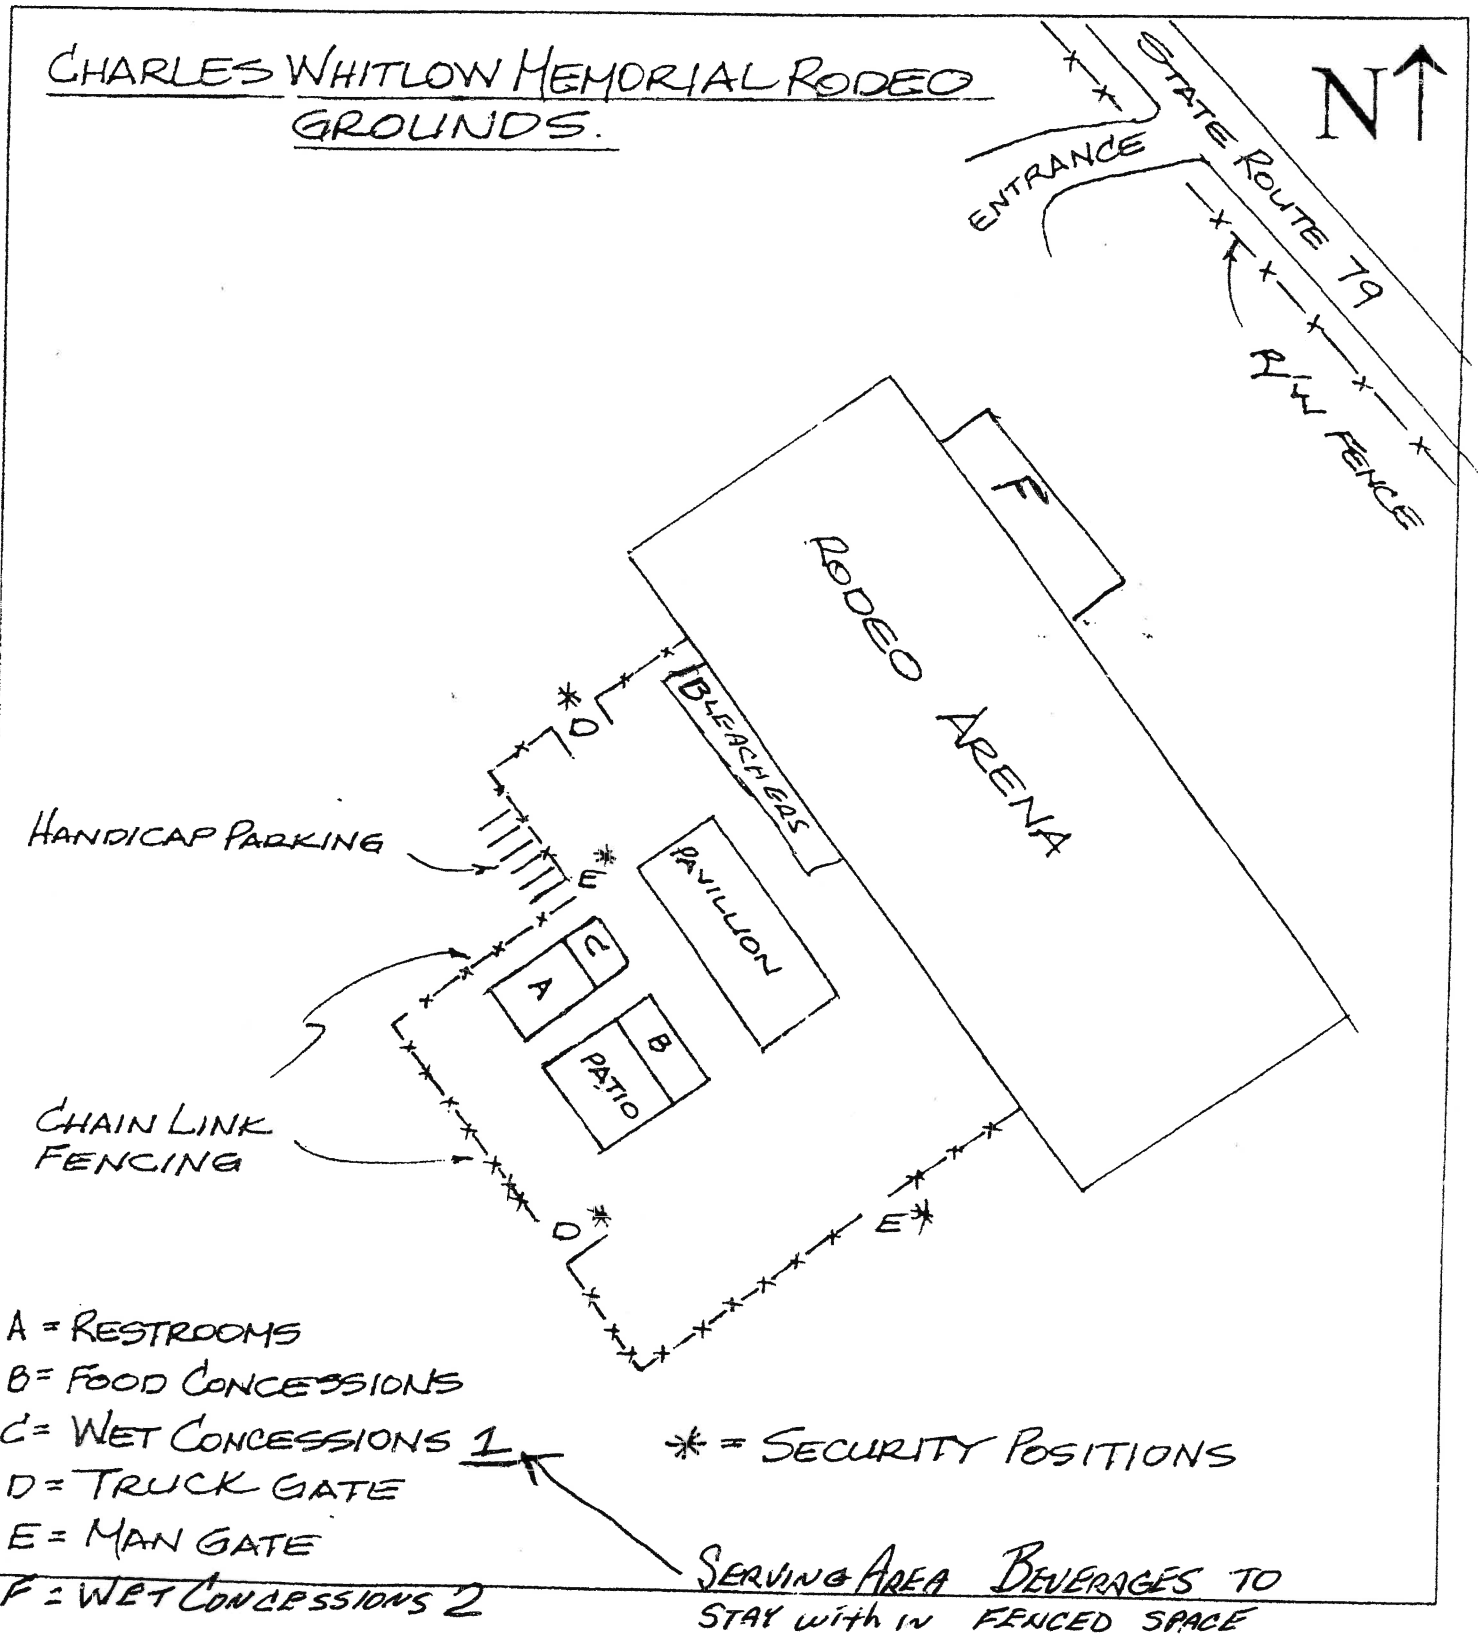 CHARLES WHITLOW MEMORIAL RODEO
GROUNDS.
N
STATE ROUTE 79
ENTRANCE
R/W FENCE
F
RODEO ARENA
BLEACHERS
*
D
HANDICAP PARKING
E*
PAVILLION
C
A
B
PATIO
CHAIN LINK
FENCING
D*
E*
A = RESTROOMS
B = FOOD CONCESSIONS
C = WET CONCESSIONS 1
D = TRUCK GATE
E = MAN GATE
F = WET CONCESSIONS 2
* = SECURITY POSITIONS
SERVING AREA BEVERAGES TO
STAY with in FENCED SPACE